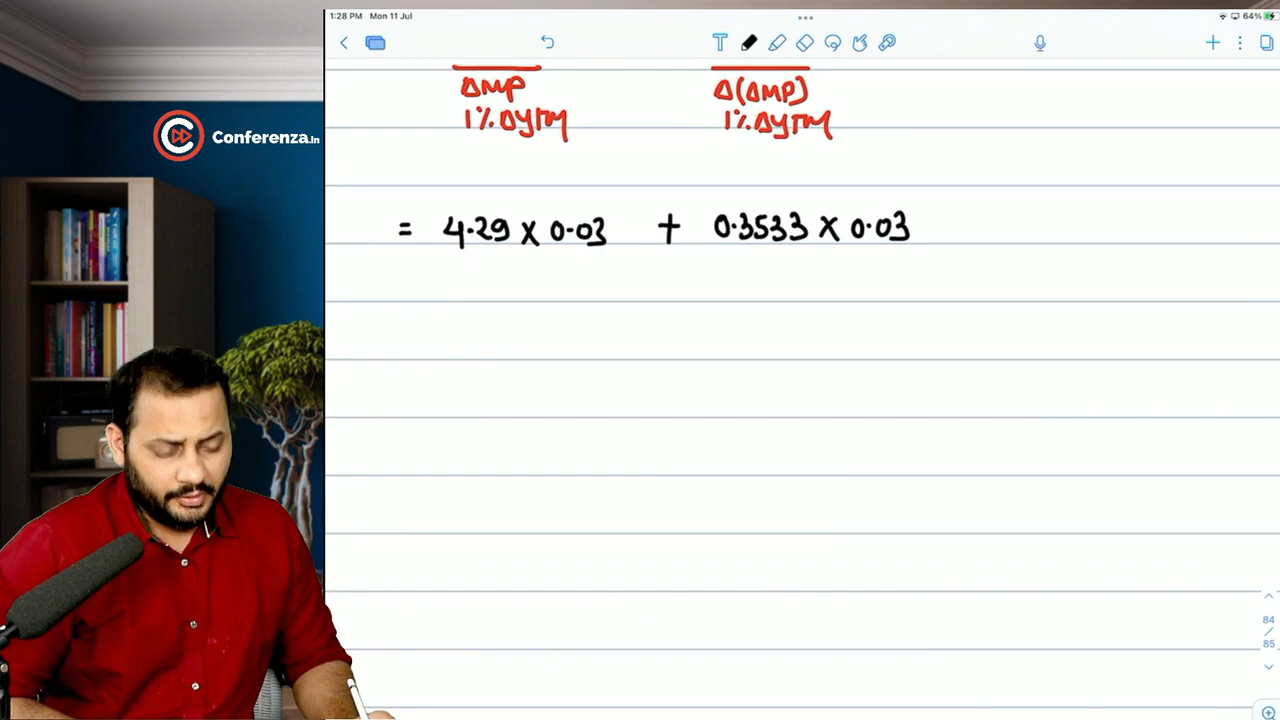 1:28 PM Mon 11 Jul
64%
Conferenza.in
ΔMP Δ(ΔMP)
1% ΔYTM 1% ΔYTM
= 4.29 X 0.03 + 0.3533 X 0.03
84
/
85